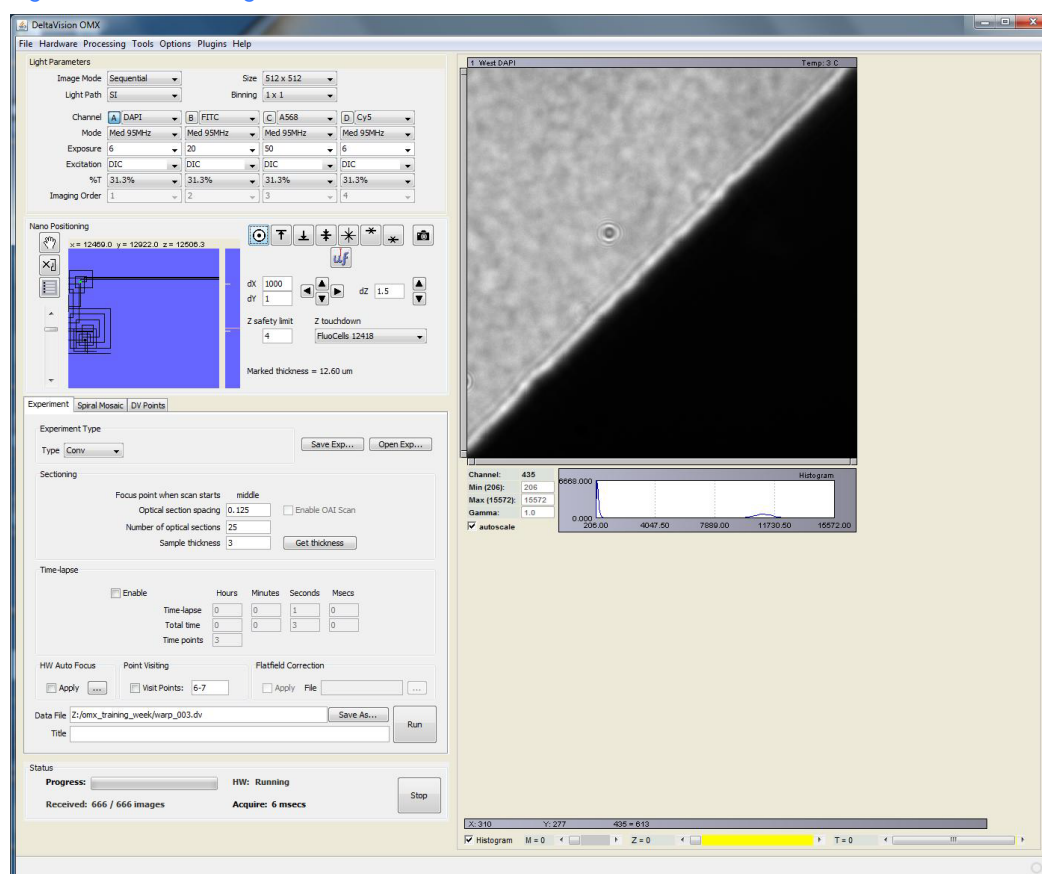 DeltaVision OMX
File Hardware Processing Tools Options Plugins Help
Light Parameters
Image Mode Sequential Size 512 x 512
Light Path SI Binning 1 x 1
Channel A DAPI B FITC C A568 D Cy5
Mode Med 95MHz Med 95MHz Med 95MHz Med 95MHz
Exposure 6 20 50 6
Excitation DIC DIC DIC DIC
%T 31.3% 31.3% 31.3% 31.3%
Imaging Order 1 2 3 4
Nano Positioning
x = 12469.0 y = 12922.0 z = 12506.3
uf
dX 1000
dY 1
dZ 1.5
Z safety limit Z touchdown
4 FluoCells 12418
Marked thickness = 12.60 um
Experiment Spiral Mosaic DV Points
Experiment Type
Type Conv Save Exp... Open Exp...
Sectioning
Focus point when scan starts middle
Optical section spacing 0.125 Enable OAI Scan
Number of optical sections 25
Sample thickness 3 Get thickness
Time-lapse
Enable Hours Minutes Seconds Msecs
Time-lapse 0 0 1 0
Total time 0 0 3 0
Time points 3
HW Auto Focus Point Visiting Flatfield Correction
Apply ... Visit Points: 6-7 Apply File ...
Data File Z:/omx_training_week/warp_003.dv Save As... Run
Title
Status
Progress: HW: Running
Received: 666 / 666 images Acquire: 6 msecs Stop
1 West DAPI Temp: 3 C
Channel: 435 Histogram
Min (206): 206
Max (15572): 15572
Gamma: 1.0
autoscale
6668.000
0.000
206.00 4047.50 7889.00 11730.50 15572.00
X: 310 Y: 277 435 = 613
Histogram M = 0 Z = 0 T = 0